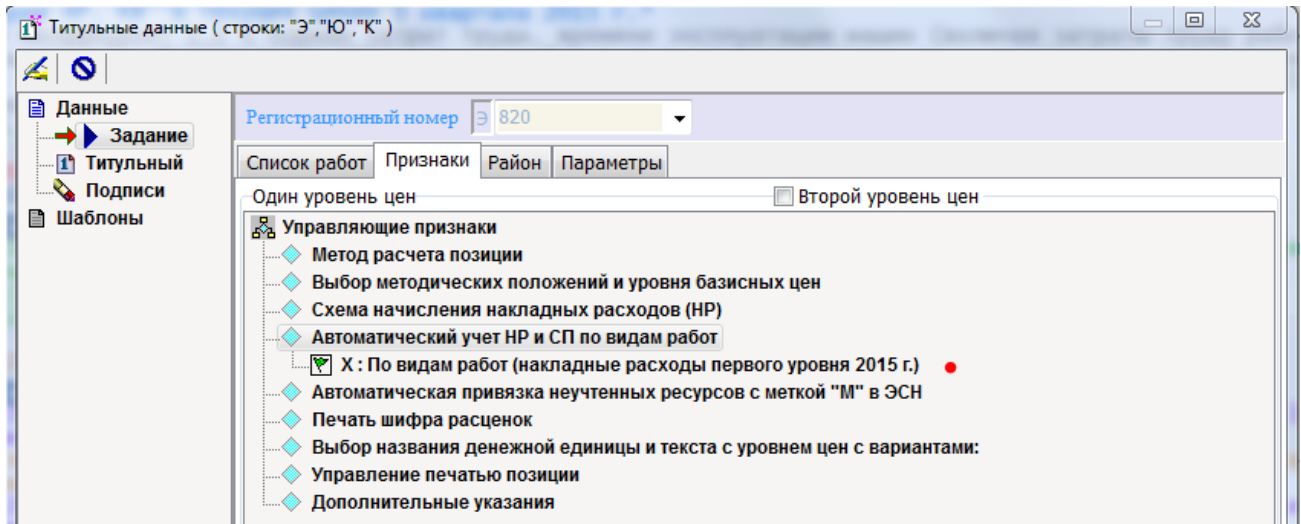 Титульные данные ( строки: "Э","Ю","К" )
Данные
Задание
Титульный
Подписи
Шаблоны
Регистрационный номер Э 820
Список работ Признаки Район Параметры
Один уровень цен Второй уровень цен
Управляющие признаки
Метод расчета позиции
Выбор методических положений и уровня базисных цен
Схема начисления накладных расходов (НР)
Автоматический учет НР и СП по видам работ
Х : По видам работ (накладные расходы первого уровня 2015 г.)
Автоматическая привязка неучтенных ресурсов с меткой "М" в ЭСН
Печать шифра расценок
Выбор названия денежной единицы и текста с уровнем цен с вариантами:
Управление печатью позиции
Дополнительные указания